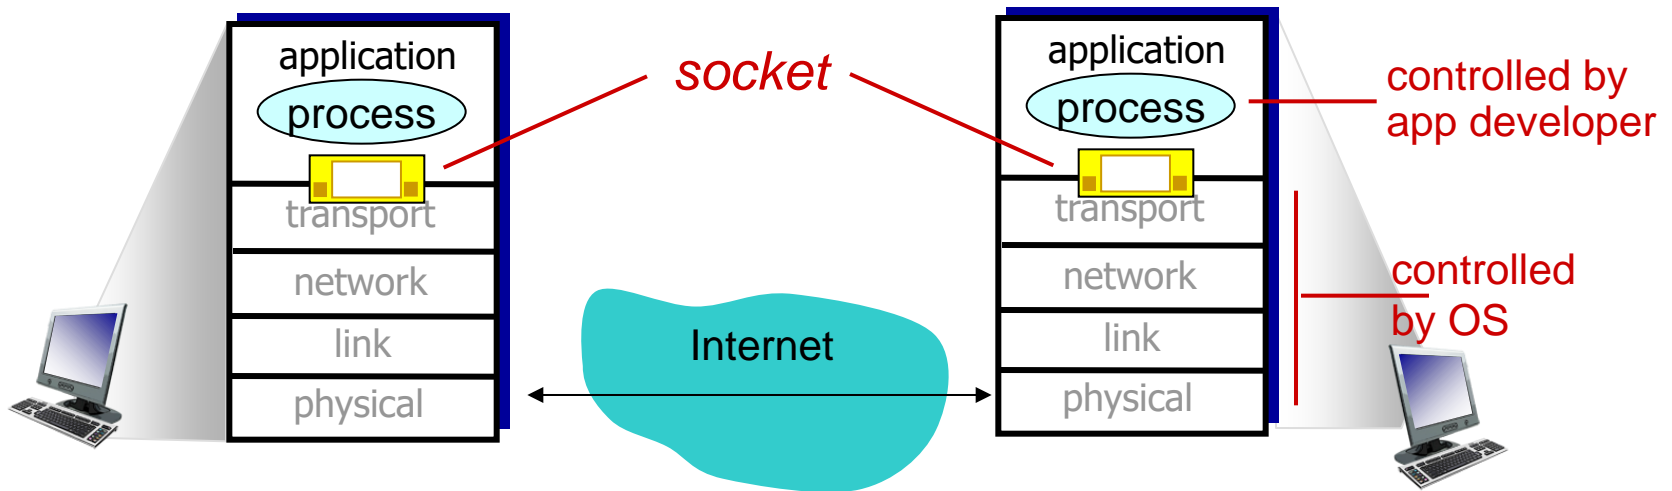 application
process
transport
network
link
physical
socket
Internet
application
process
transport
network
link
physical
controlled by
app developer
controlled
by OS